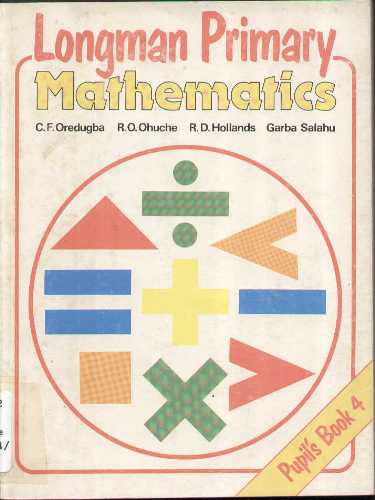 Longman Primary
Mathematics
C.F.Oredugba R.O.Ohuche R.D.Hollands Garba Salahu
Pupil's Book 4